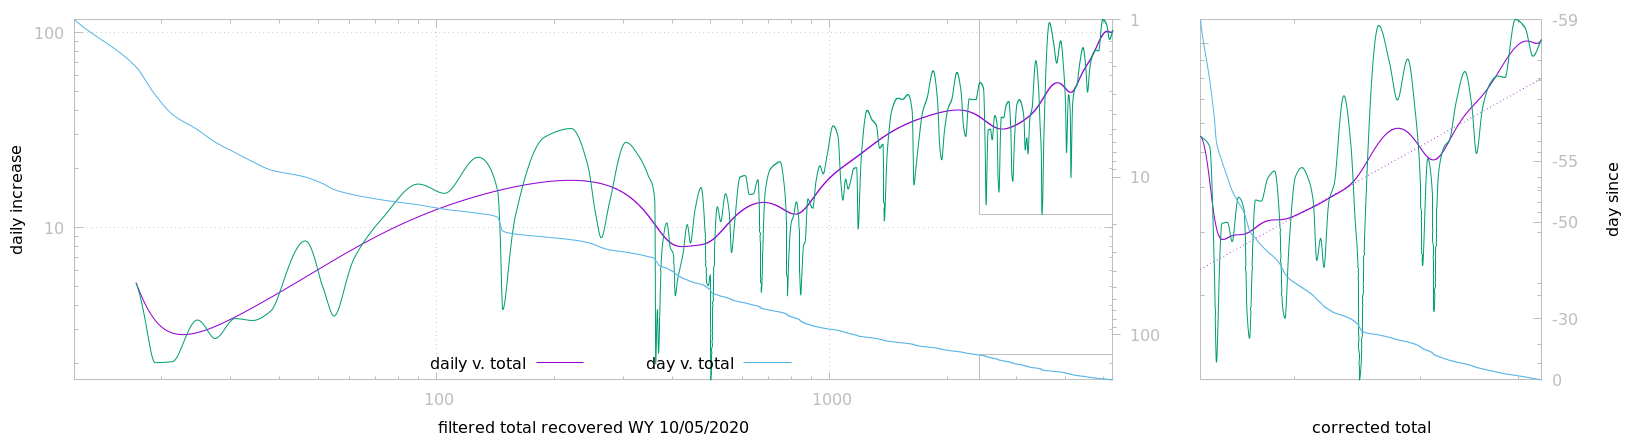 100
10
daily increase
100
1000
filtered total recovered WY 10/05/2020
daily v. total
day v. total
1
10
100
-59
-55
-50
-30
0
day since
corrected total